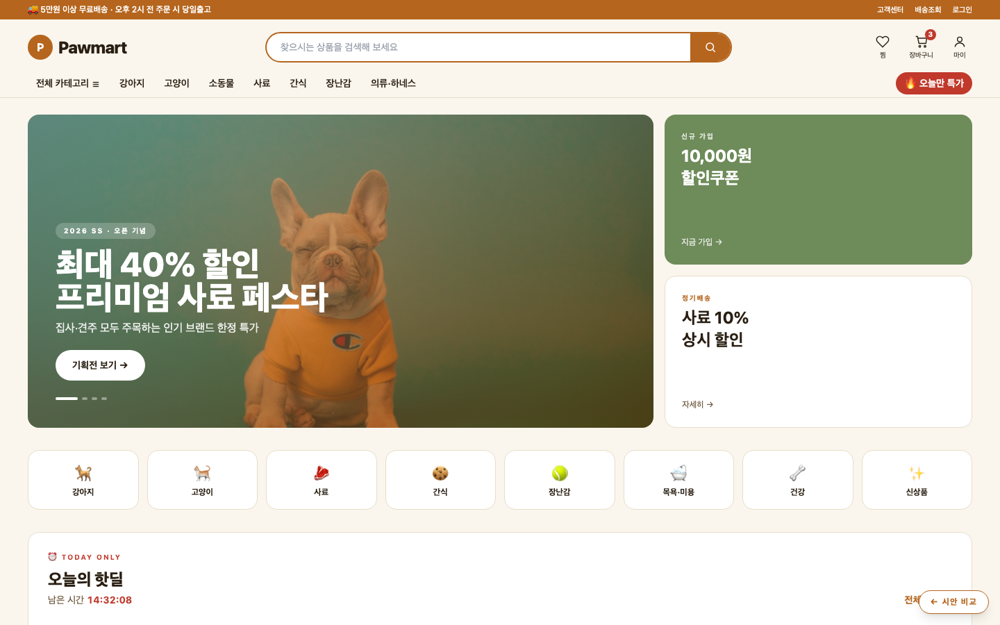 🚚 5만원 이상 무료배송 · 오후 2시 전 주문 시 당일출고
고객센터 배송조회 로그인
P Pawmart
찾으시는 상품을 검색해 보세요
찜
3
장바구니
마이
전체 카테고리 ≡ 강아지 고양이 소동물 사료 간식 장난감 의류·하네스
🔥 오늘만 특가
2026 SS · 오픈 기념
최대 40% 할인
프리미엄 사료 페스타
집사·견주 모두 주목하는 인기 브랜드 한정 특가
기획전 보기 →
신규 가입
10,000원
할인쿠폰
지금 가입 →
정기배송
사료 10%
상시 할인
자세히 →
강아지
고양이
사료
간식
장난감
목욕·미용
건강
✨
신상품
⏰ TODAY ONLY
오늘의 핫딜
남은 시간 14:32:08
전체
← 시안 비교